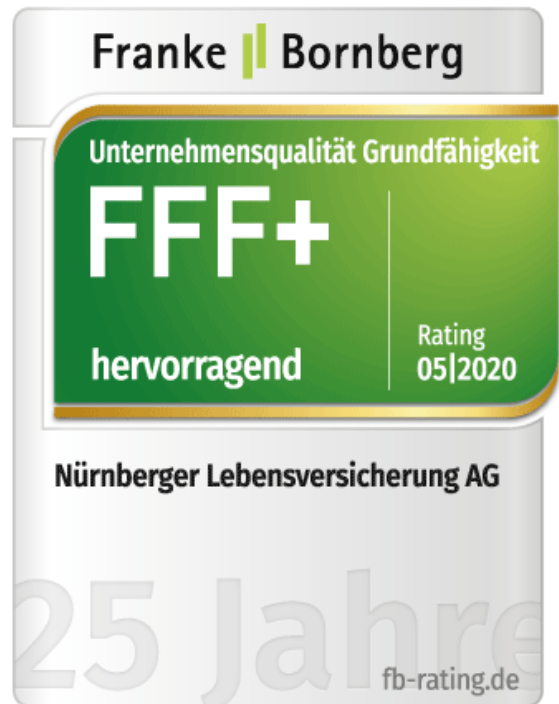 Franke Bornberg
Unternehmensqualität Grundfähigkeit
FFF+
hervorragend
Rating
05|2020
Nürnberger Lebensversicherung AG
25 Jahre
fb-rating.de